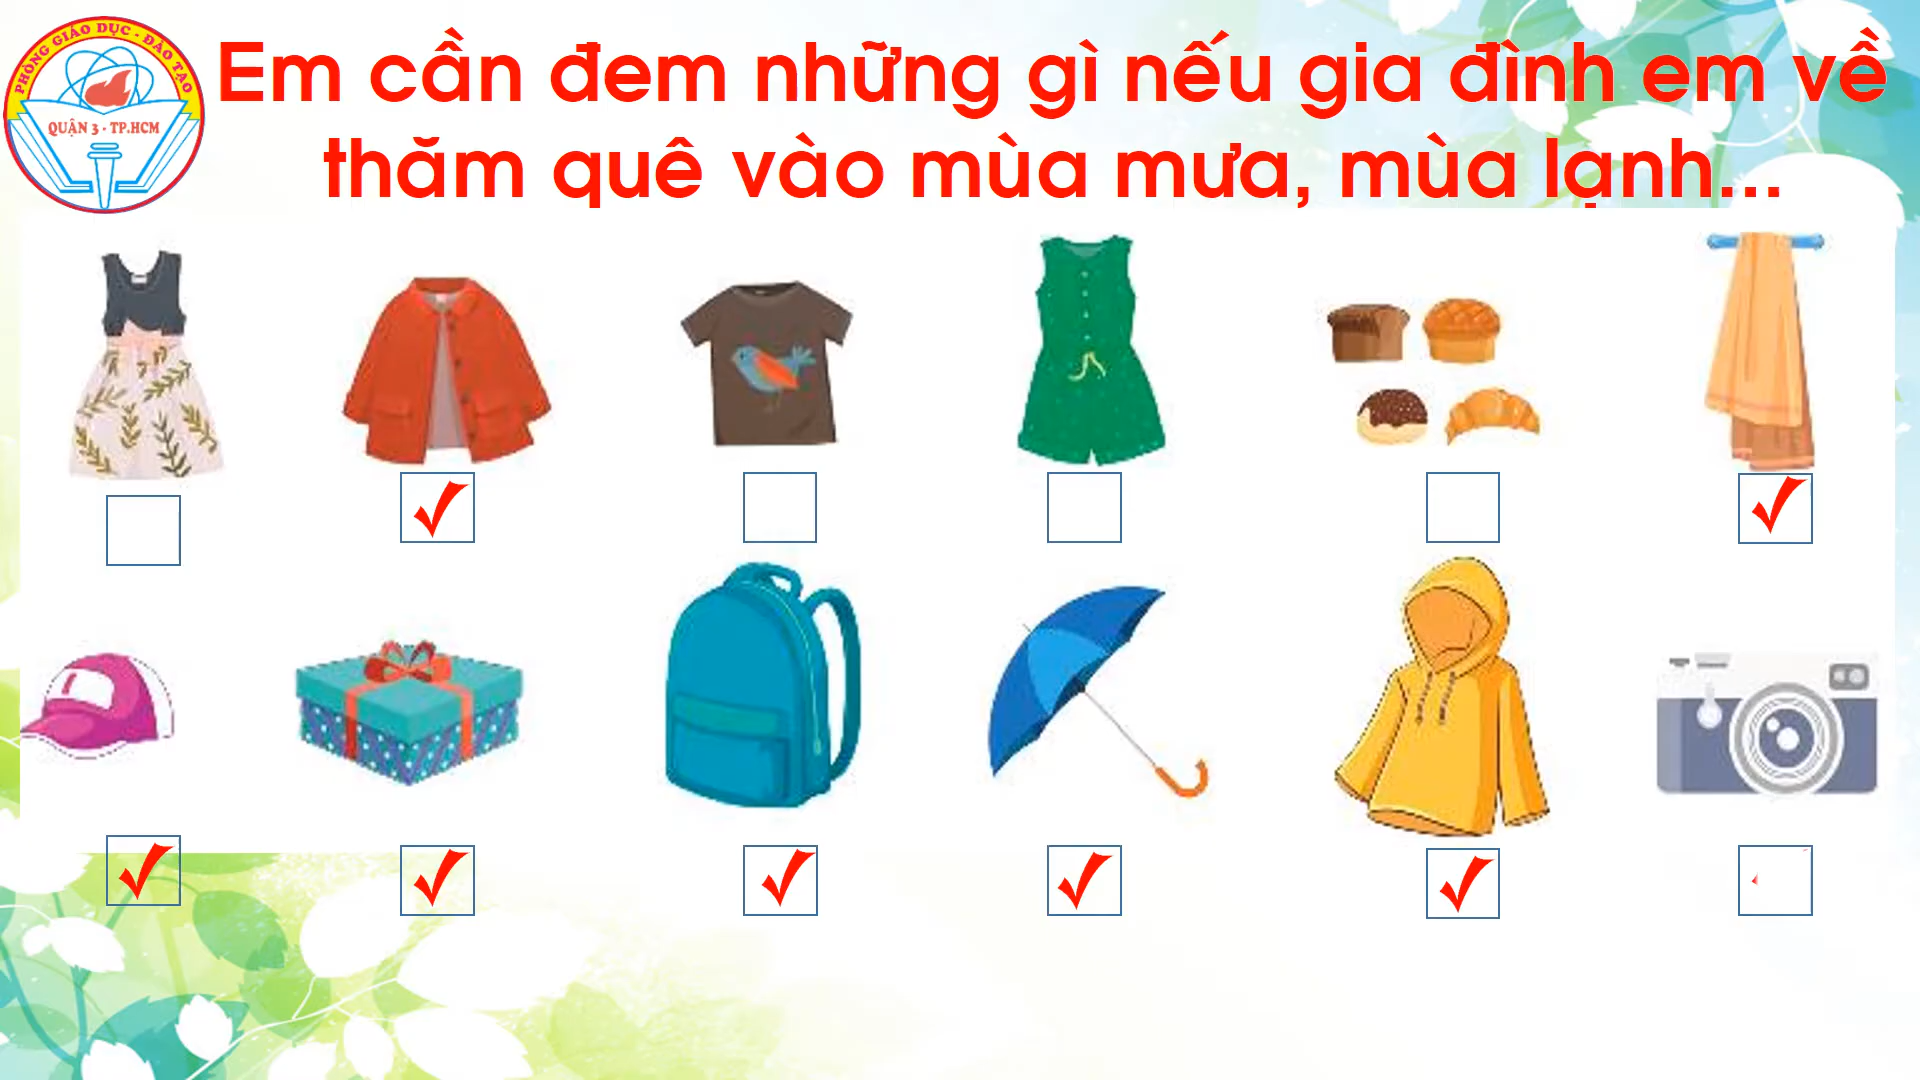 PHÒNG GIÁO DỤC - ĐÀO TẠO
QUẬN 3 - TP.HCM
Em cần đem những gì nếu gia đình em về
thăm quê vào mùa mưa, mùa lạnh...